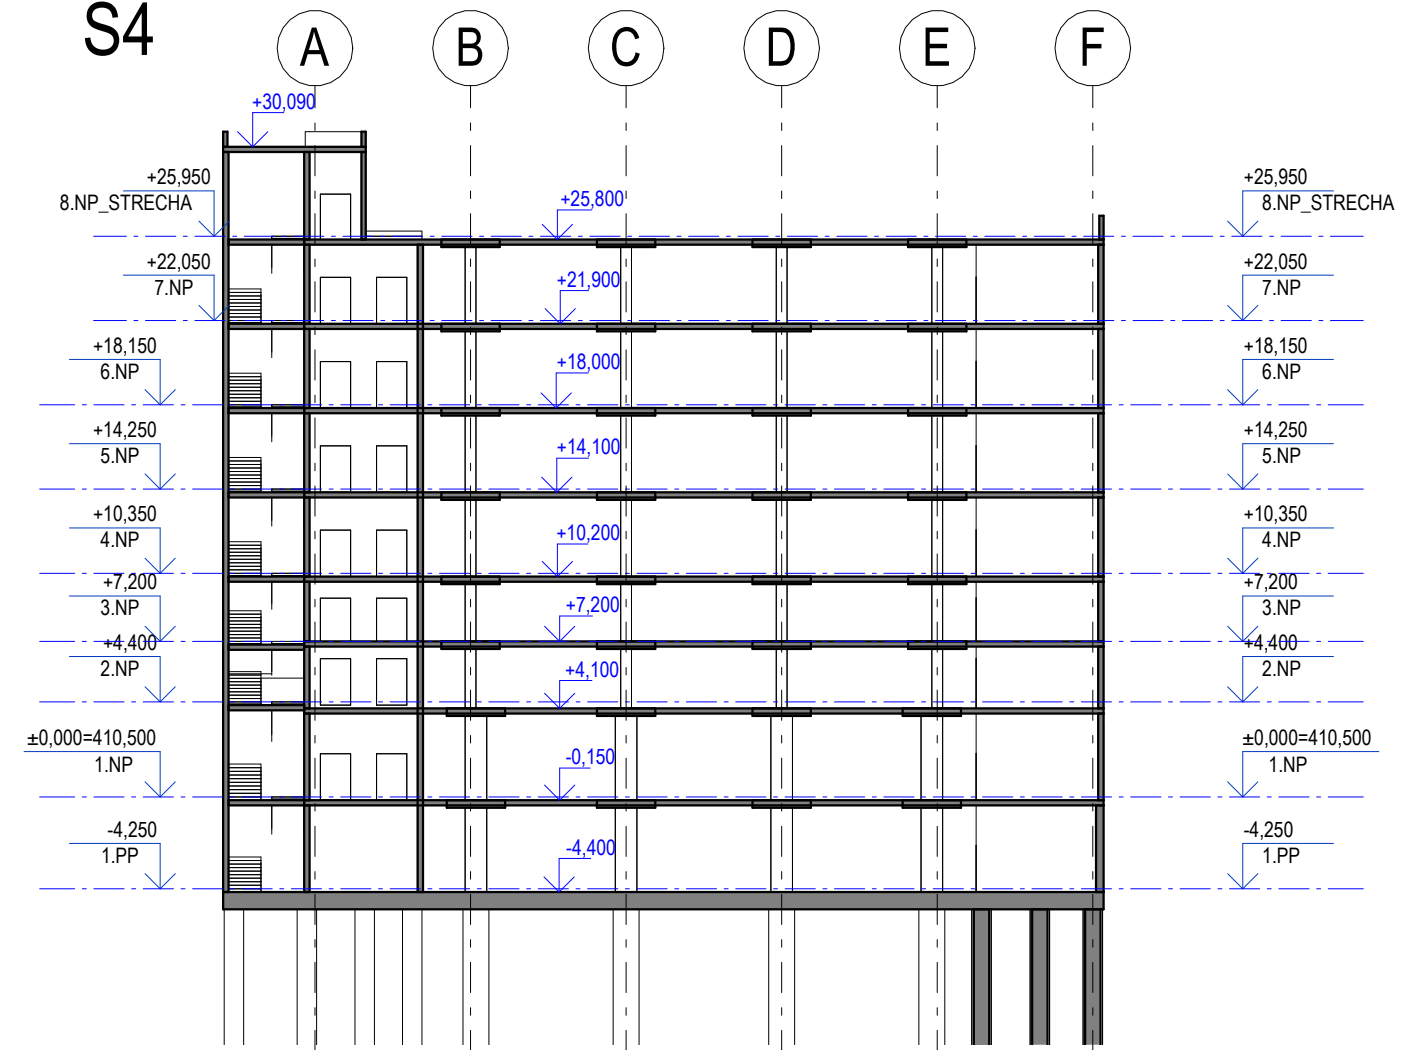 S4
A B C D E F
+30,090
+25,950
8.NP_STRECHA
+25,800
+25,950
8.NP_STRECHA
+22,050
7.NP
+21,900
+22,050
7.NP
+18,150
6.NP
+18,000
+18,150
6.NP
+14,250
5.NP
+14,100
+14,250
5.NP
+10,350
4.NP
+10,200
+10,350
4.NP
+7,200
3.NP
+7,200
+7,200
3.NP
+4,400
2.NP
+4,100
+4,400
2.NP
±0,000=410,500
1.NP
-0,150
±0,000=410,500
1.NP
-4,250
1.PP
-4,400
-4,250
1.PP